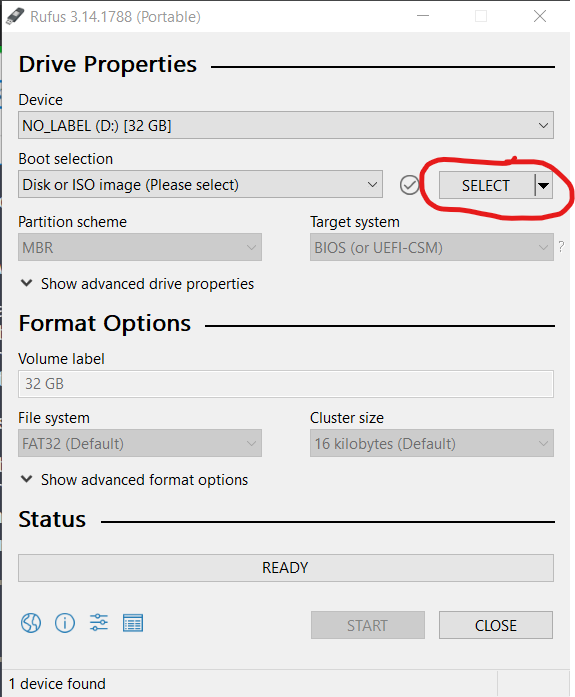 Rufus 3.14.1788 (Portable)
Drive Properties
Device
NO_LABEL (D:) [32 GB]
Boot selection
Disk or ISO image (Please select)
SELECT
Partition scheme
Target system
MBR
BIOS (or UEFI-CSM)
?
Show advanced drive properties
Format Options
Volume label
32 GB
File system
Cluster size
FAT32 (Default)
16 kilobytes (Default)
Show advanced format options
Status
READY
START
CLOSE
1 device found